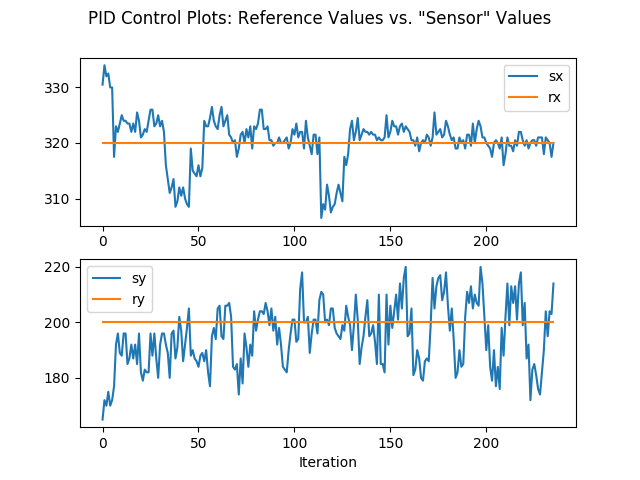 PID Control Plots: Reference Values vs. "Sensor" Values
330
320
310
sx
rx
0 50 100 150 200
220
200
180
sy
ry
0 50 100 150 200
Iteration